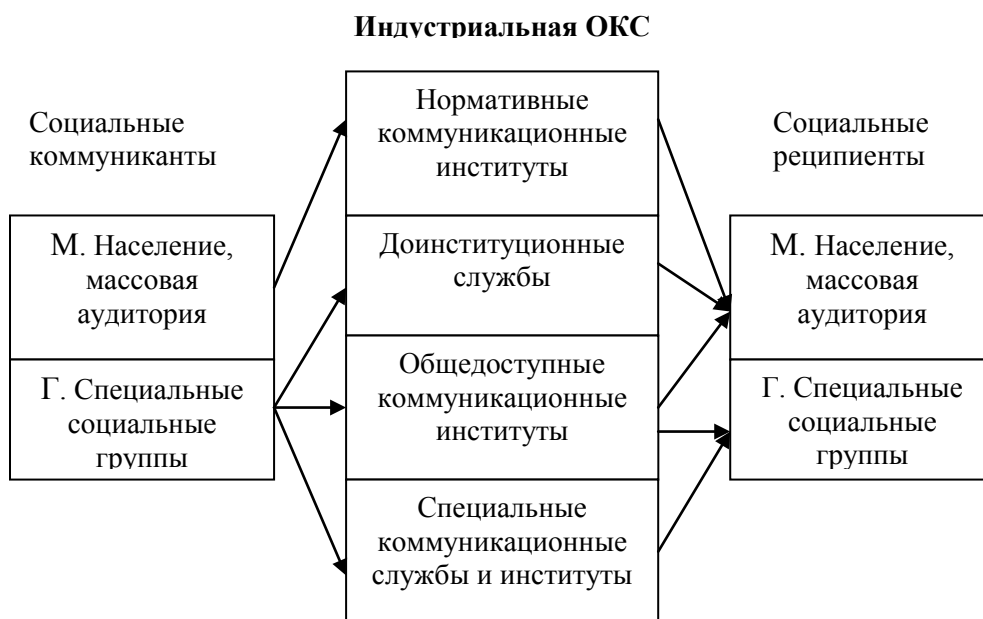 Индустриальная ОКС
Социальные
коммуниканты
М. Население,
массовая
аудитория
Г. Специальные
социальные
группы
Нормативные
коммуникационные
институты
Доинституционные
службы
Общедоступные
коммуникационные
институты
Специальные
коммуникационные
службы и институты
Социальные
реципиенты
М. Население,
массовая
аудитория
Г. Специальные
социальные
группы